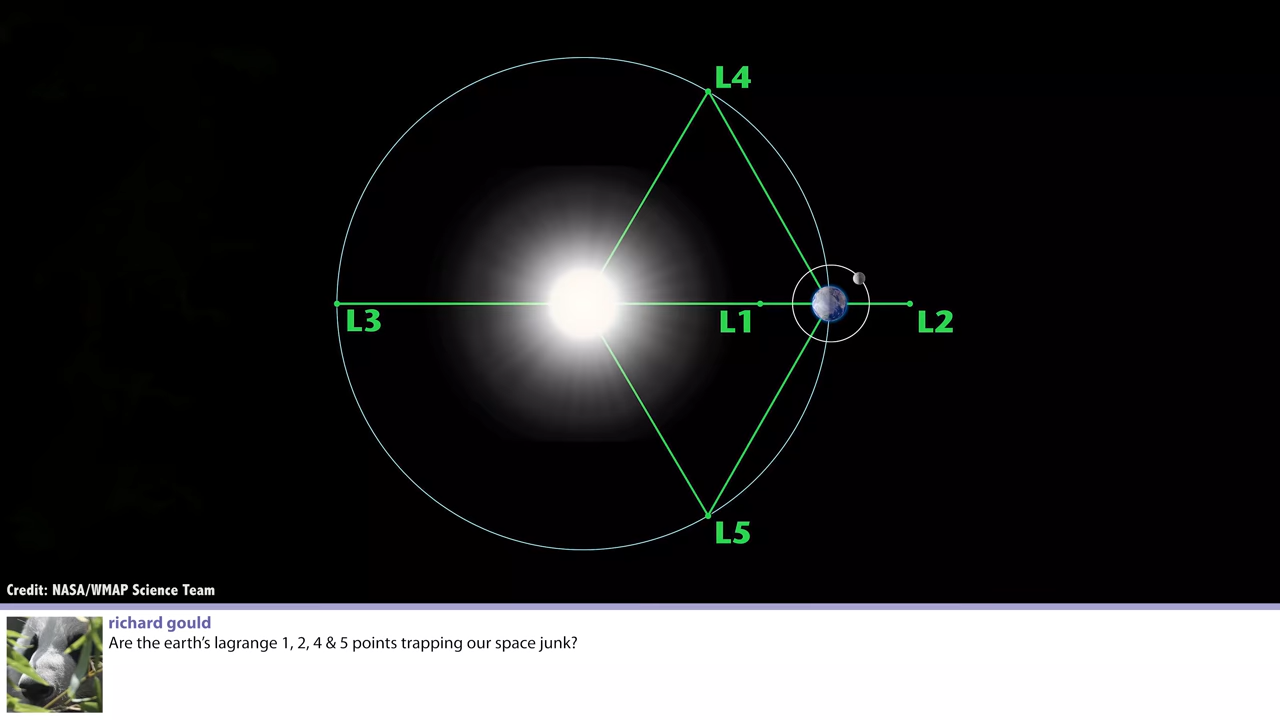 L4
L3
L1
L2
L5
Credit: NASA/WMAP Science Team
richard gould
Are the earth's lagrange 1, 2, 4 & 5 points trapping our space junk?